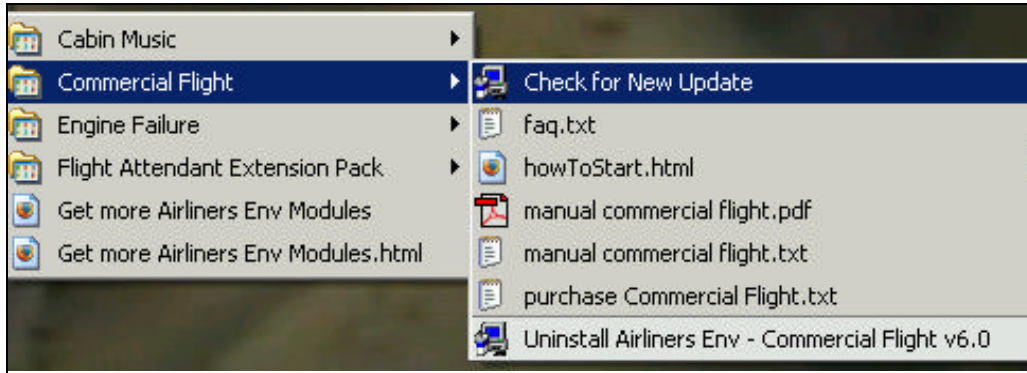 Cabin Music
Commercial Flight
Engine Failure
Flight Attendant Extension Pack
Get more Airliners Env Modules
Get more Airliners Env Modules.html
Check for New Update
faq.txt
howToStart.html
manual commercial flight.pdf
manual commercial flight.txt
purchase Commercial Flight.txt
Uninstall Airliners Env - Commercial Flight v6.0